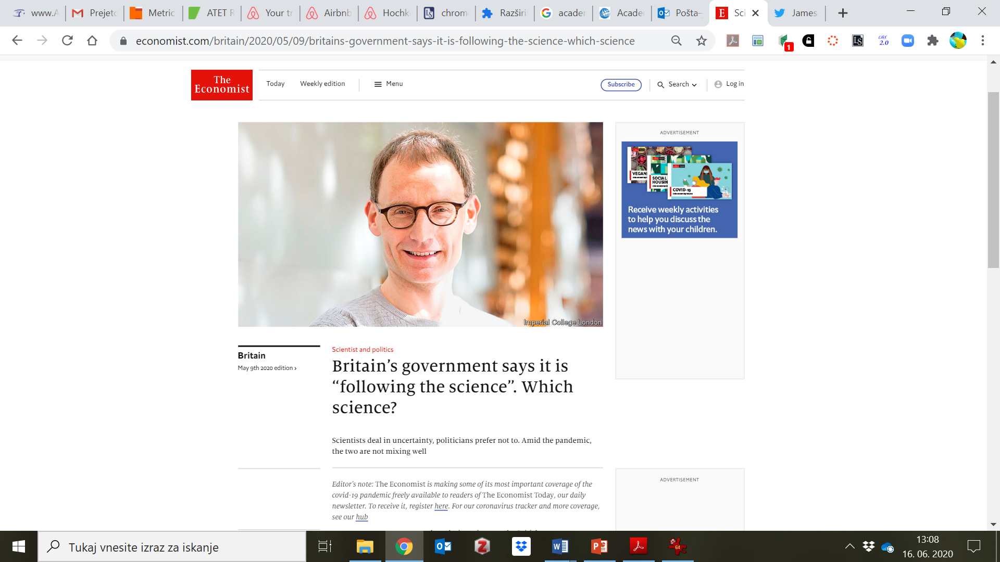 www.A
Prejeto
Metric
ATET R
Your tr
Airbnb
Hochk
chrom
Razširi
acader
Acader
Pošta
Sci
James
economist.com/britain/2020/05/09/britains-government-says-it-is-following-the-science-which-science
The
Economist
Today
Weekly edition
Menu
Subscribe
Search
Log in
Imperial College London
ADVERTISEMENT
VEGANI
SOCIAL
HOUSIN
COVID-19
Receive weekly activities
to help you discuss the
news with your children.
Britain
May 9th 2020 edition ›
Scientist and politics
Britain’s government says it is
“following the science”. Which
science?
Scientists deal in uncertainty, politicians prefer not to. Amid the pandemic,
the two are not mixing well
Editor’s note: The Economist is making some of its most important coverage of the
covid-19 pandemic freely available to readers of The Economist Today, our daily
newsletter. To receive it, register here. For our coronavirus tracker and more coverage,
see our hub
ADVERTISEMENT
Tukaj vnesite izraz za iskanje
13:08
16. 06. 2020